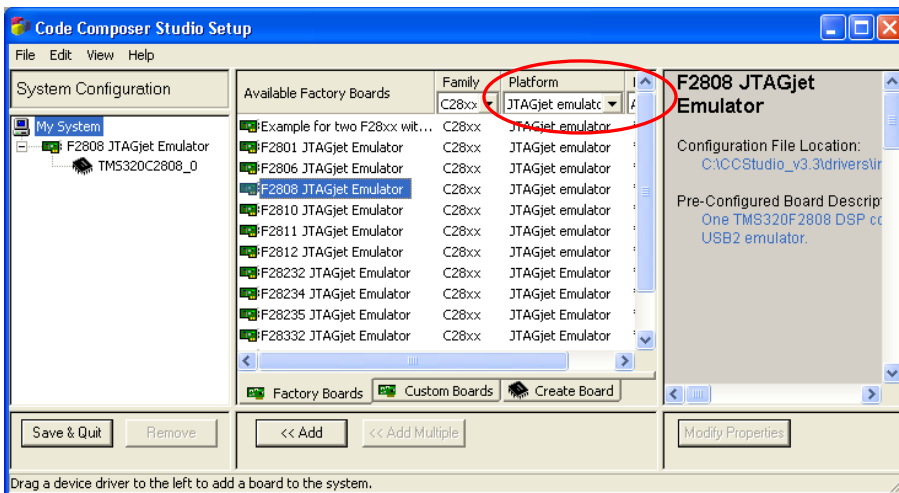 Code Composer Studio Setup
File Edit View Help
System Configuration
My System
F2808 JTAGjet Emulator
TMS320C2808_0
Available Factory Boards Family Platform
C28xx JTAGjet emulatc
Example for two F28xx wit... C28xx JTAGjet emulator
F2801 JTAGjet Emulator C28xx JTAGjet emulator
F2806 JTAGjet Emulator C28xx JTAGjet emulator
F2808 JTAGjet Emulator C28xx JTAGjet emulator
F2810 JTAGjet Emulator C28xx JTAGjet emulator
F2811 JTAGjet Emulator C28xx JTAGjet emulator
F2812 JTAGjet Emulator C28xx JTAGjet emulator
F28232 JTAGjet Emulator C28xx JTAGjet Emulator
F28234 JTAGjet Emulator C28xx JTAGjet Emulator
F28235 JTAGjet Emulator C28xx JTAGjet Emulator
F28332 JTAGjet Emulator C28xx JTAGjet Emulator
Factory Boards Custom Boards Create Board
F2808 JTAGjet
Emulator
Configuration File Location:
C:\CCStudio_v3.3\drivers\ir
Pre-Configured Board Descrip
One TMS320F2808 DSP cc
USB2 emulator.
Save & Quit Remove << Add << Add Multiple Modify Properties
Drag a device driver to the left to add a board to the system.